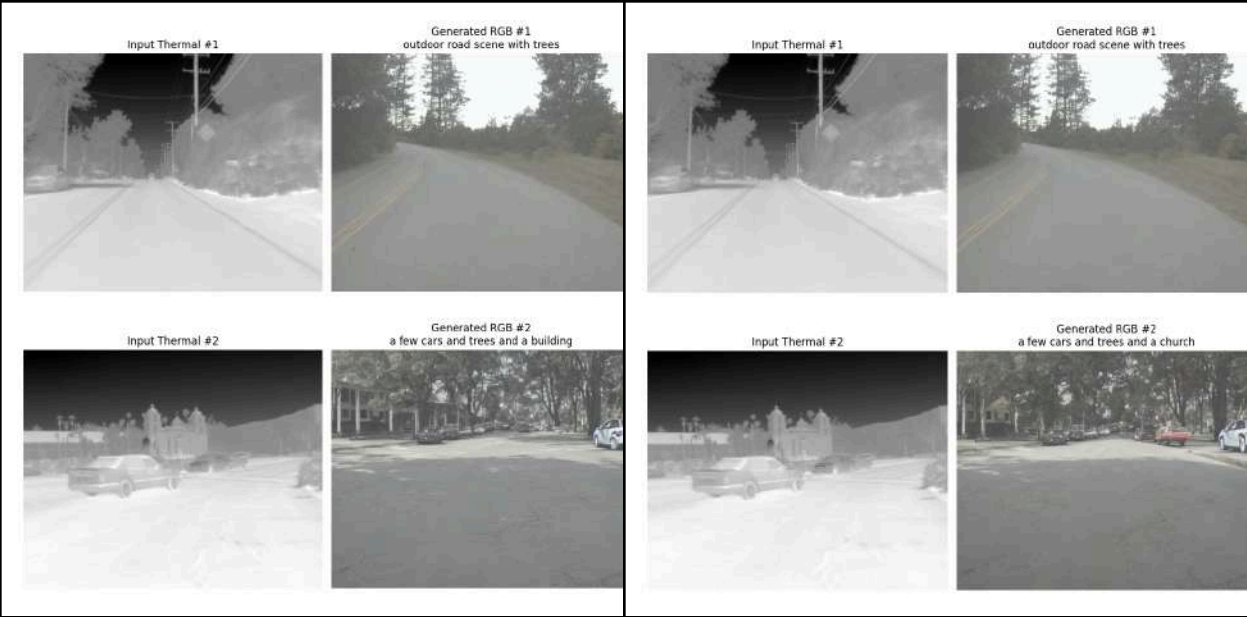 Input Thermal #1
Generated RGB #1
outdoor road scene with trees
Input Thermal #1
Generated RGB #1
outdoor road scene with trees
Input Thermal #2
Generated RGB #2
a few cars and trees and a building
Input Thermal #2
Generated RGB #2
a few cars and trees and a church